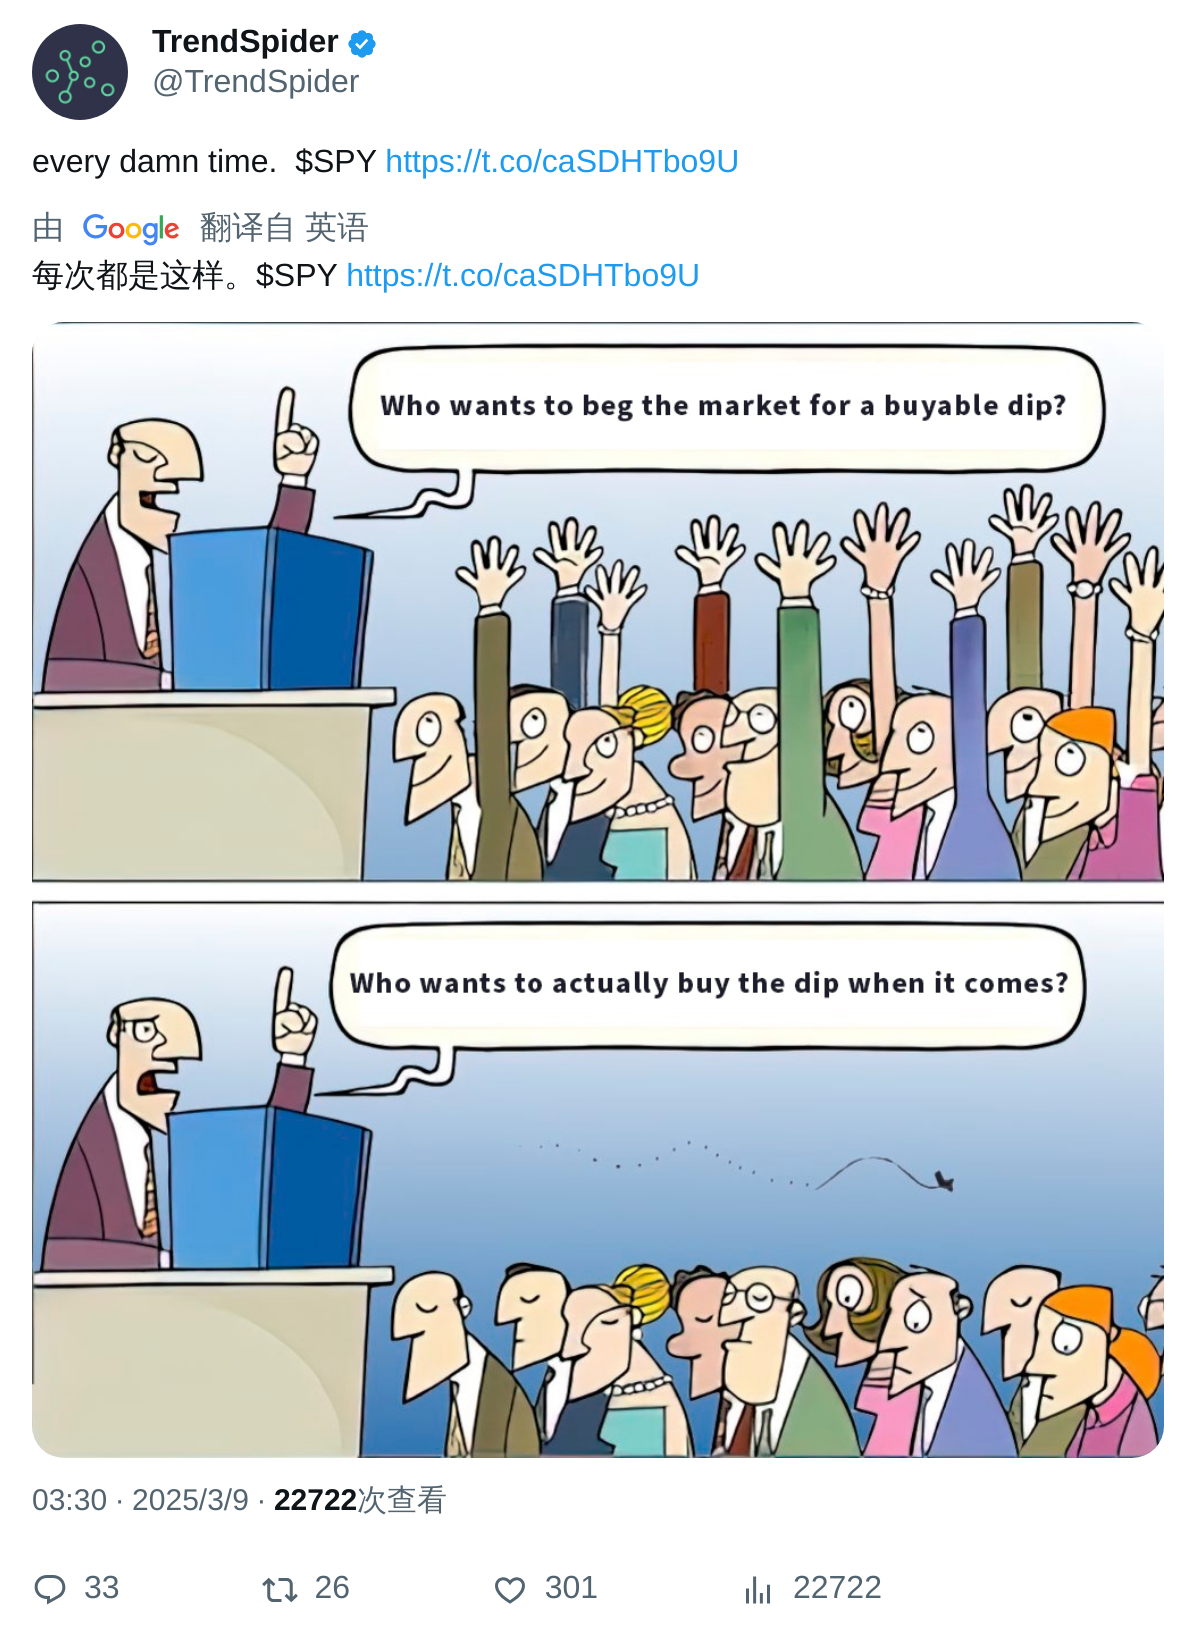 TrendSpider
@TrendSpider
every damn time.  $SPY https://t.co/caSDHTbo9U
由 Google 翻译自 英语
每次都是这样。$SPY https://t.co/caSDHTbo9U
Who wants to beg the market for a buyable dip?
Who wants to actually buy the dip when it comes?
03:30 · 2025/3/9 · 22722次查看
33 26 301 22722